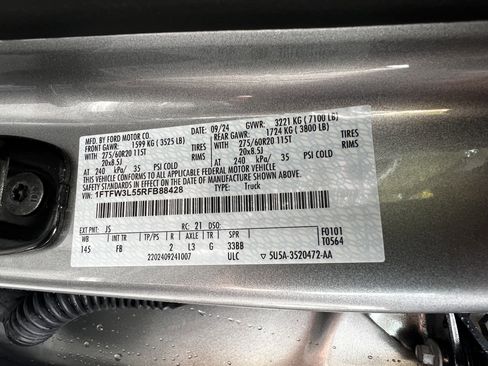 MFD. BY FORD MOTOR CO.
09/24 GVWR: 3221 KG ( 7100 LB)
FRONT GAWR: 1599 KG ( 3525 LB) REAR GAWR: 1724 KG ( 3800 LB)
WITH 275/60R20 115T TIRES WITH 275/60R20 115T TIRES
20x8.5J RIMS 20x8.5J RIMS
AT 240 kPa/ 35 PSI COLD AT 240 kPa/ 35 PSI COLD
THIS VEHICLE CONFORMS TO ALL APPLICABLE FEDERAL MOTOR VEHICLE
SAFETY STANDARDS IN EFFECT ON THE DATE OF MANUFACTURE SHOWN ABOVE.
VIN: 1FTFW3L55RFB88428 TYPE: Truck
EXT PNT: JS RC: 21 DSO: F0101
T0564
WB INT TR TP/PS R AXLE TR SPR
145 FB 2 L3 G 33BB
2202409241007 ULC 5U5A-3520472-AA